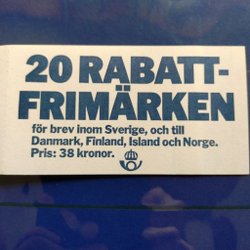 20 RABATT-
FRIMÄRKEN
för brev inom Sverige, och till
Danmark, Finland, Island och Norge.
Pris: 38 kronor.